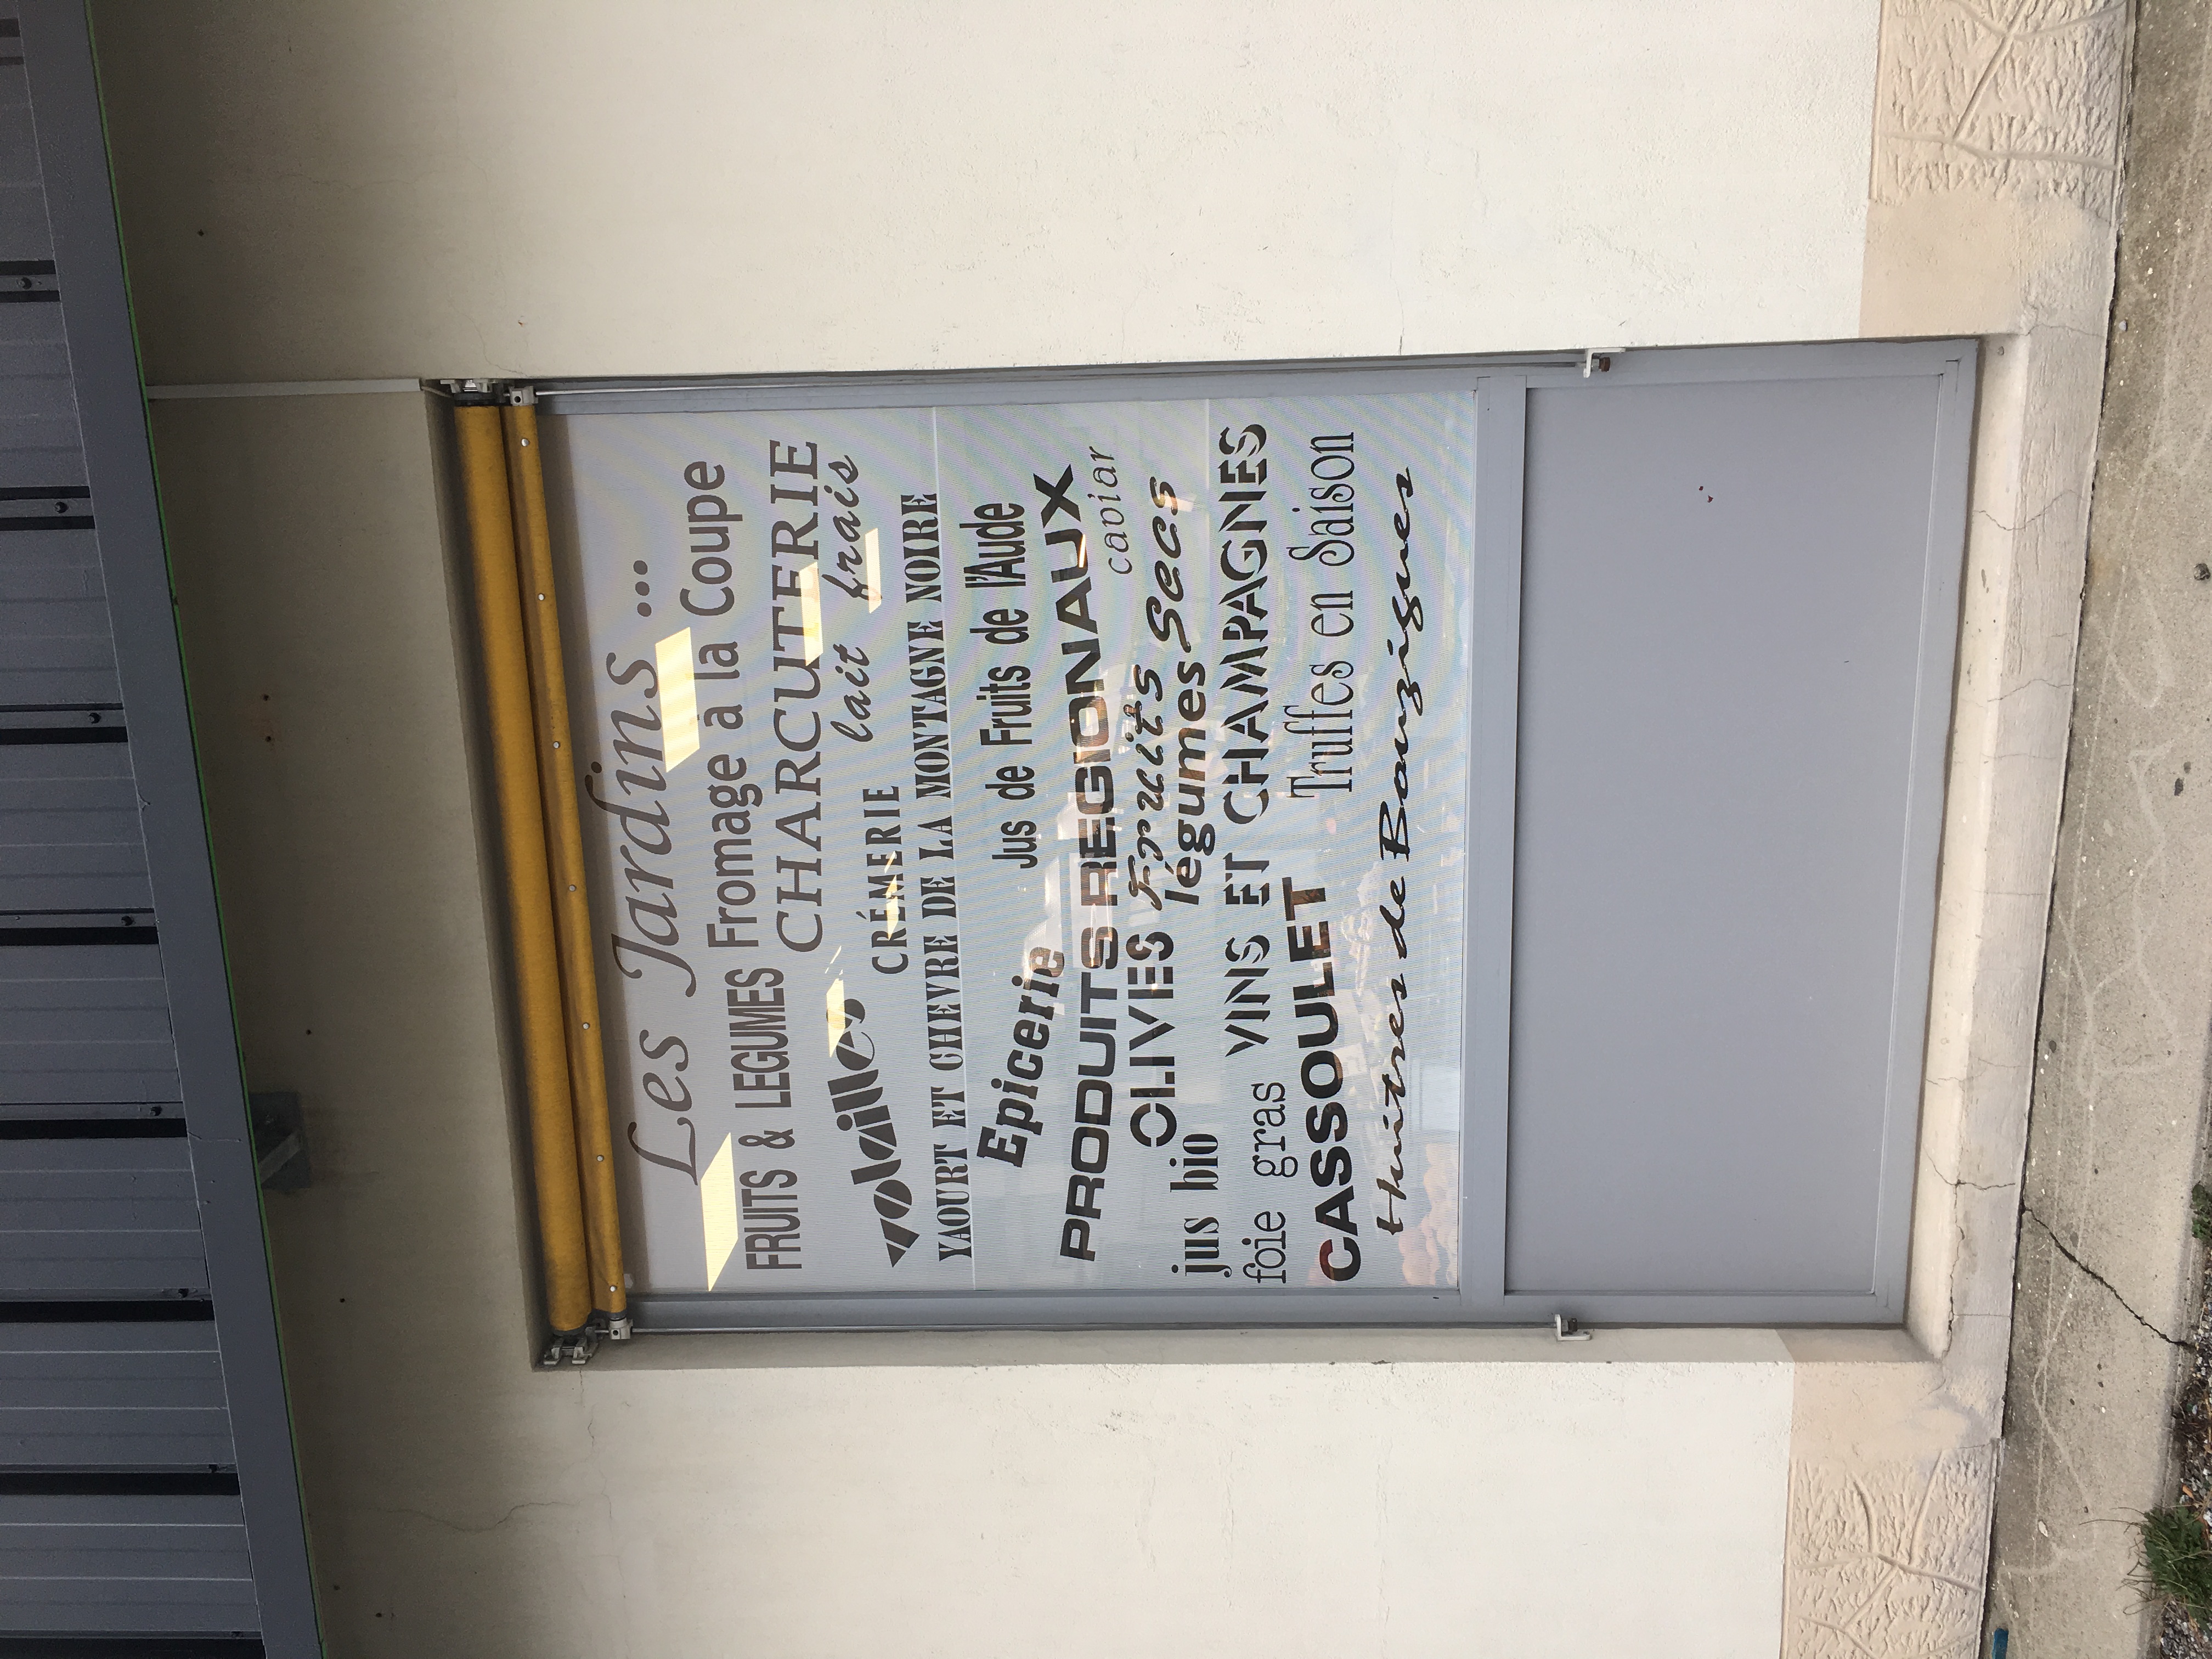 Les Jardins ...
FRUITS & LEGUMES Fromage à la Coupe
CHARCUTERIE
volailles
CRÉMERIE lait frais
YAOURT ET CHEVRE DE LA MONTAGNE NOIRE
Epicerie Jus de Fruits de l'Aude
PRODUITS REGIONAUX
caviar
OLIVES Fruits Secs
jus bio légumes
VINS ET CHAMPAGNES
foie gras
CASSOULET Truffes en Saison
Huîtres de Bouzigues